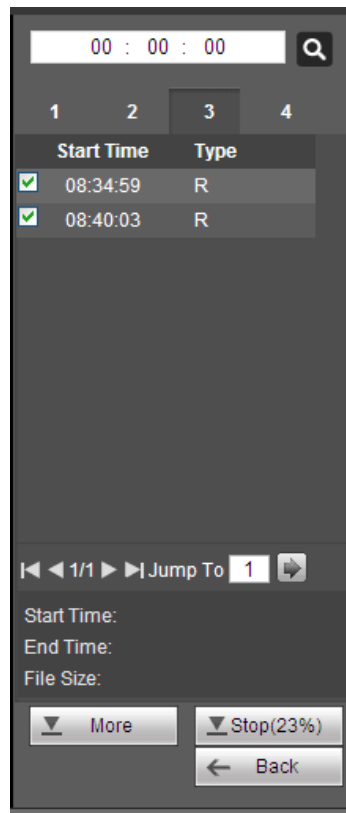 00 : 00 : 00
1 2 3 4
Start Time Type
08:34:59 R
08:40:03 R
1/1 Jump To 1
Start Time:
End Time:
File Size:
More Stop(23%)
Back